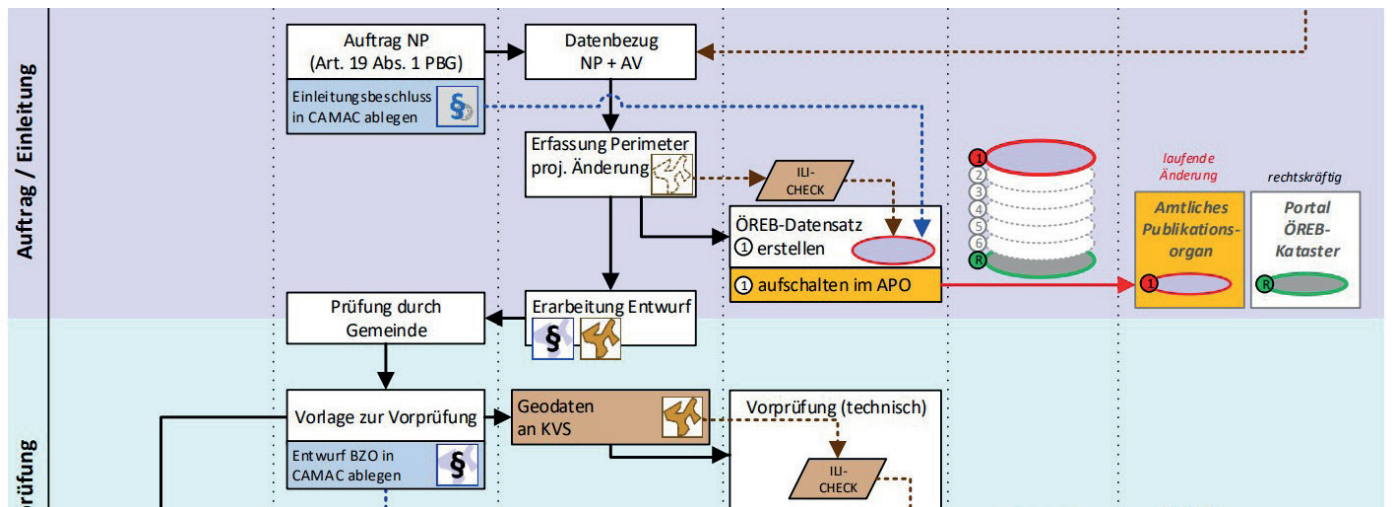 Auftrag / Einleitung
Auftrag NP
(Art. 19 Abs. 1 PBG)
Einleitungsbeschluss
in CAMAC ablegen
§
Datenbezug
NP + AV
Erfassung Perimeter
proj. Änderung
ILI-
CHECK
ÖREB-Datensatz
1 erstellen
1 aufschalten im APO
1
2
3
4
5
6
R
laufende
Änderung
Amtliches
Publikations-
organ
1
rechtskräftig
Portal
ÖREB-
Kataster
R
Erarbeitung Entwurf
§
Prüfung durch
Gemeinde
Vorlage zur Vorprüfung
Entwurf BZO in
CAMAC ablegen
§
Geodaten
an KVS
Vorprüfung (technisch)
ILI-
CHECK